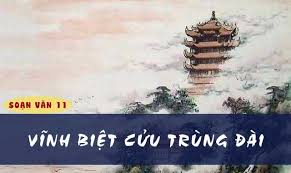 SOẠN VĂN 11
VĨNH BIỆT CỬU TRÙNG ĐÀI